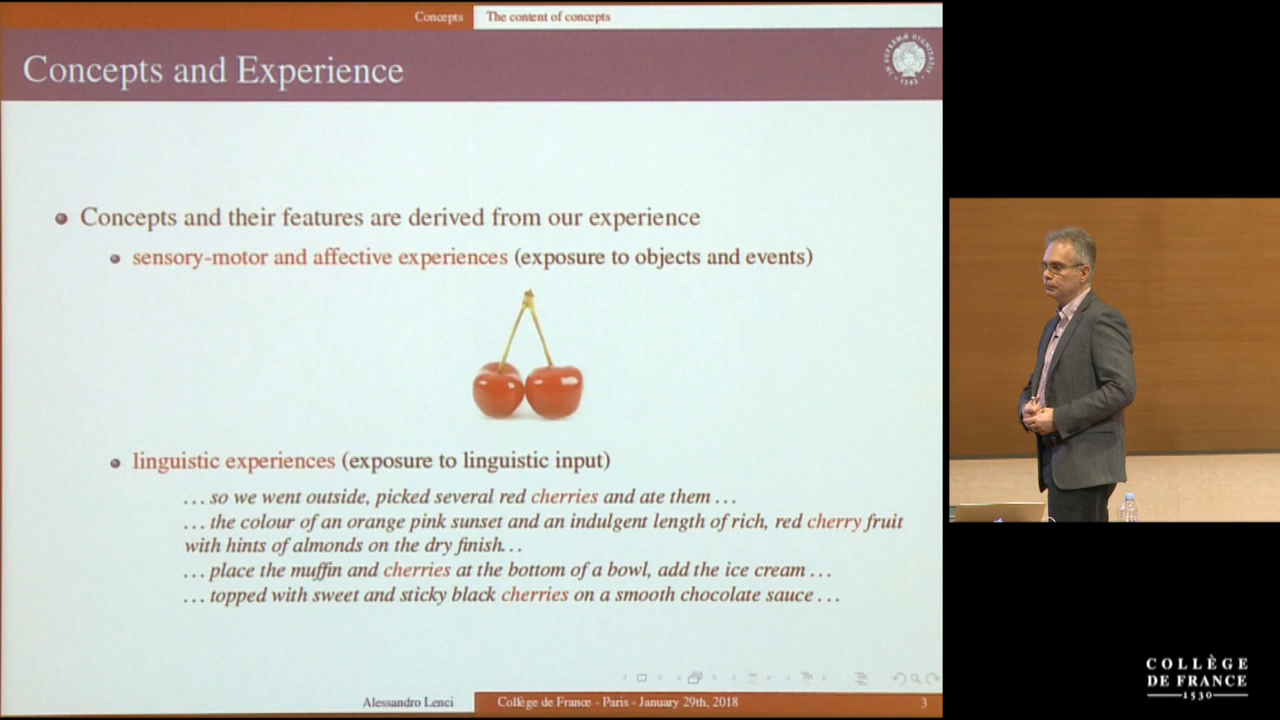 Concepts The content of concepts
Concepts and Experience
IN SUPREMÆ DIGNITATIS
1343
Concepts and their features are derived from our experience
sensory-motor and affective experiences (exposure to objects and events)
linguistic experiences (exposure to linguistic input)
... so we went outside, picked several red cherries and ate them ...
... the colour of an orange pink sunset and an indulgent length of rich, red cherry fruit
with hints of almonds on the dry finish...
... place the muffin and cherries at the bottom of a bowl, add the ice cream ...
... topped with sweet and sticky black cherries on a smooth chocolate sauce ...
Alessandro Lenci Collège de France - Paris - January 29th, 2018 3
COLLÈGE
DE FRANCE
1530